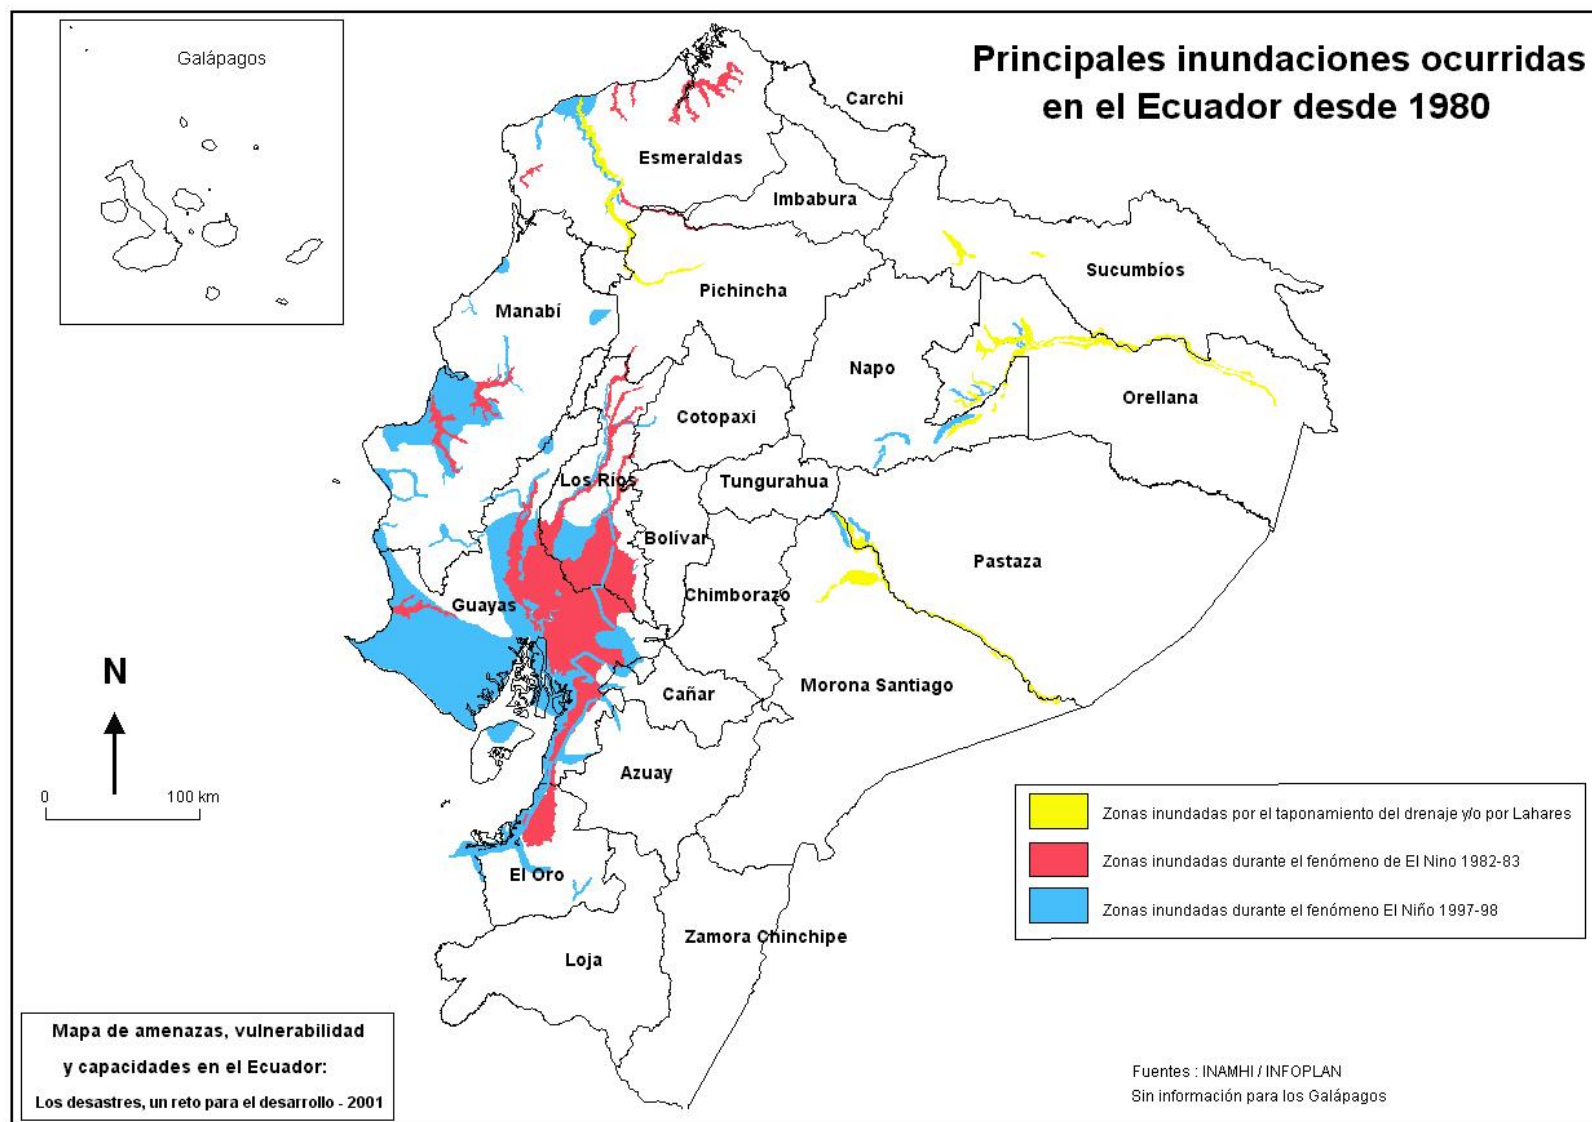 Principales inundaciones ocurridas
en el Ecuador desde 1980
Galápagos
Carchi
Esmeraldas
Imbabura
Sucumbíos
Pichincha
Manabí
Napo
Orellana
Cotopaxi
Los Ríos
Tungurahua
Bolívar
Pastaza
Chimborazo
Guayas
Morona Santiago
Cañar
Azuay
El Oro
Zamora Chinchipe
Loja
N
0 100 km
Zonas inundadas por el taponamiento del drenaje y/o por Lahares
Zonas inundadas durante el fenómeno de El Nino 1982-83
Zonas inundadas durante el fenómeno El Niño 1997-98
Mapa de amenazas, vulnerabilidad
y capacidades en el Ecuador:
Los desastres, un reto para el desarrollo - 2001
Fuentes : INAMHI / INFOPLAN
Sin información para los Galápagos